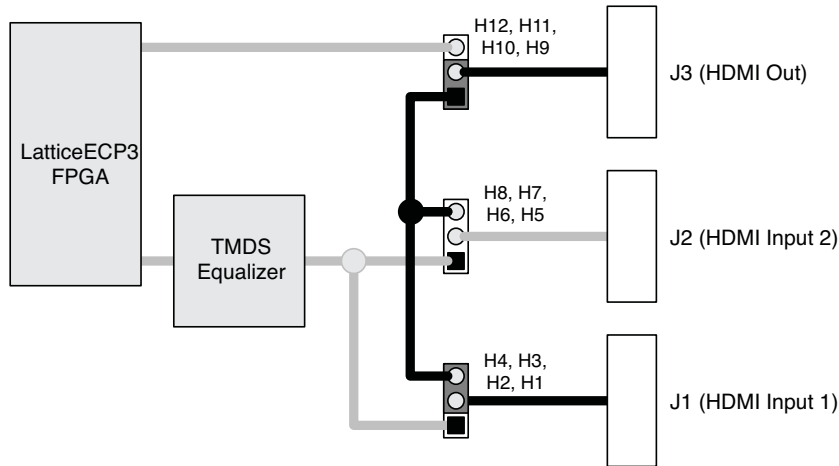 H12, H11,
H10, H9
J3 (HDMI Out)
LatticeECP3
FPGA
H8, H7,
H6, H5
J2 (HDMI Input 2)
TMDS
Equalizer
H4, H3,
H2, H1
J1 (HDMI Input 1)